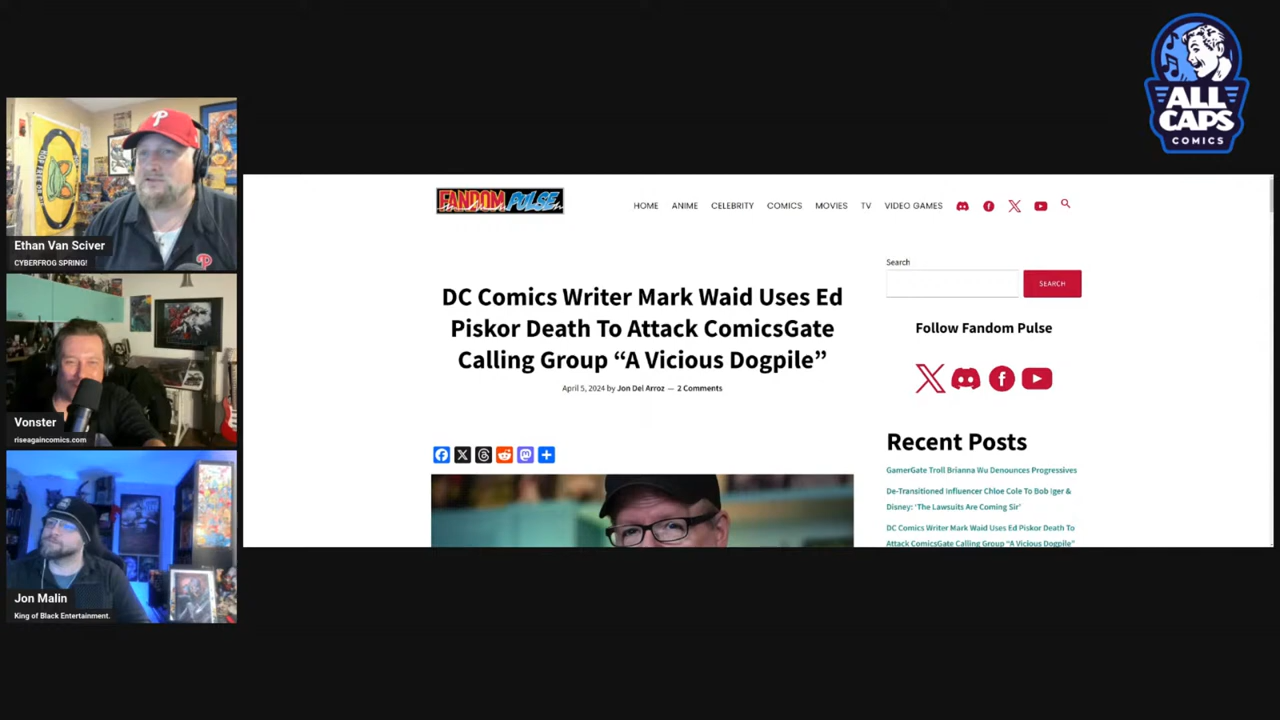 ALL
CAPS
COMICS
Ethan Van Sciver
CYBERFROG SPRING!
Vonster
riseagaincomics.com
Jon Malin
King of Black Entertainment.
FANDOM PULSE
HOME ANIME CELEBRITY COMICS MOVIES TV VIDEO GAMES
DC Comics Writer Mark Waid Uses Ed
Piskor Death To Attack ComicsGate
Calling Group “A Vicious Dogpile”
April 5, 2024 by Jon Del Arroz — 2 Comments
Search
SEARCH
Follow Fandom Pulse
Recent Posts
GamerGate Troll Brianna Wu Denounces Progressives
De-Transitioned Influencer Chloe Cole To Bob Iger &
Disney: ‘The Lawsuits Are Coming Sir’
DC Comics Writer Mark Waid Uses Ed Piskor Death To
Attack ComicsGate Calling Group “A Vicious Dogpile”